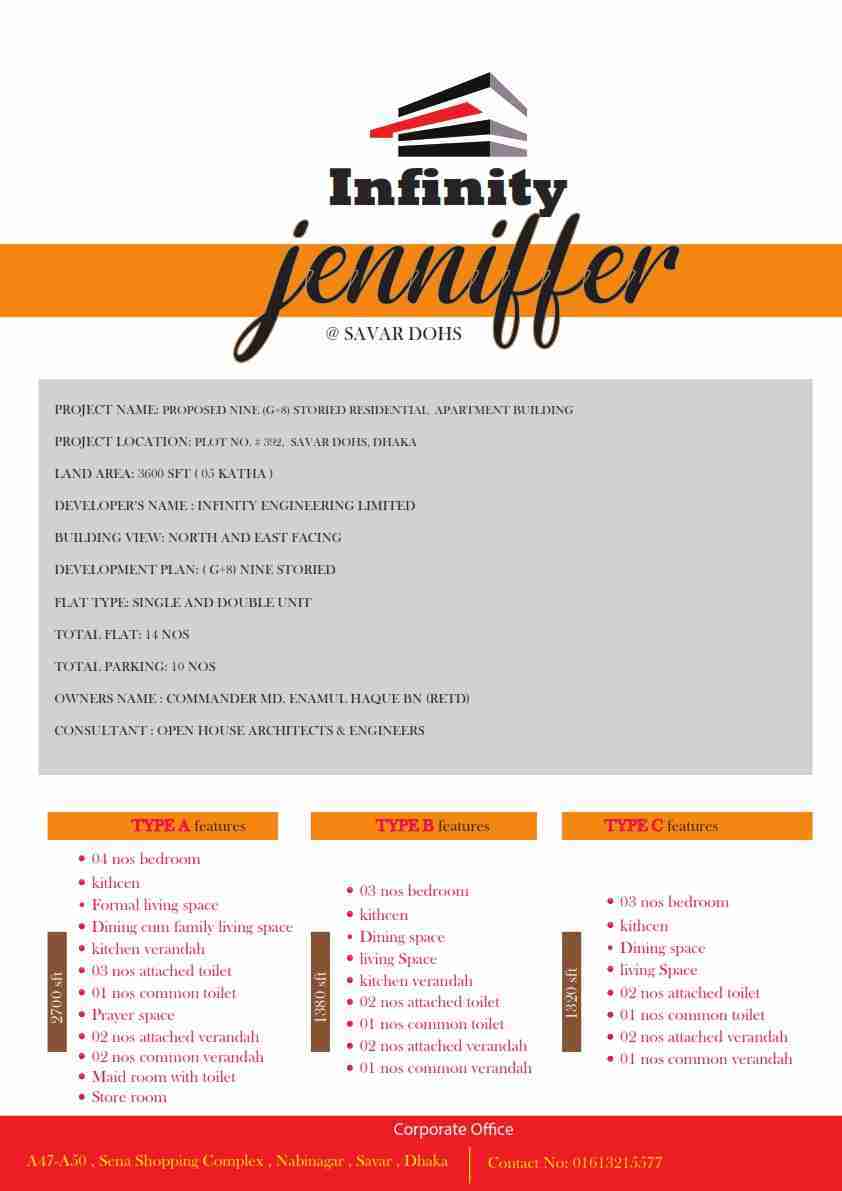 Infinity
jenniffer
@ SAVAR DOHS
PROJECT NAME: PROPOSED NINE (G+8) STORIED RESIDENTIAL APARTMENT BUILDING
PROJECT LOCATION: PLOT NO. # 392, SAVAR DOHS, DHAKA
LAND AREA: 3600 SFT ( 05 KATHA )
DEVELOPER'S NAME : INFINITY ENGINEERING LIMITED
BUILDING VIEW: NORTH AND EAST FACING
DEVELOPMENT PLAN: ( G+8) NINE STORIED
FLAT TYPE: SINGLE AND DOUBLE UNIT
TOTAL FLAT: 14 NOS
TOTAL PARKING: 10 NOS
OWNERS NAME : COMMANDER MD. ENAMUL HAQUE BN (RETD)
CONSULTANT : OPEN HOUSE ARCHITECTS & ENGINEERS
TYPE A features
2700 sft
• 04 nos bedroom
• kithcen
• Formal living space
• Dining cum family living space
• kitchen verandah
• 03 nos attached toilet
• 01 nos common toilet
• Prayer space
• 02 nos attached verandah
• 02 nos common verandah
• Maid room with toilet
• Store room
TYPE B features
1380 sft
• 03 nos bedroom
• kithcen
• Dining space
• living Space
• kitchen verandah
• 02 nos attached toilet
• 01 nos common toilet
• 02 nos attached verandah
• 01 nos common verandah
TYPE C features
1320 sft
• 03 nos bedroom
• kithcen
• Dining space
• living Space
• 02 nos attached toilet
• 01 nos common toilet
• 02 nos attached verandah
• 01 nos common verandah
Corporate Office
A47-A50 , Sena Shopping Complex , Nabinagar , Savar , Dhaka
Contact No: 01613215577